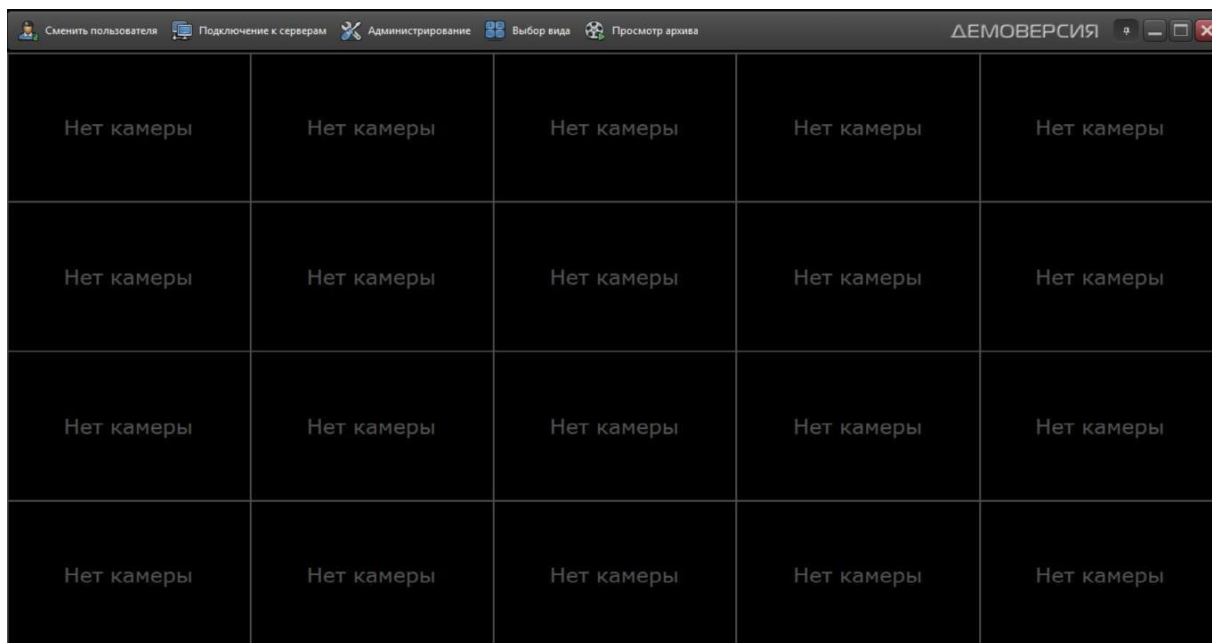 Сменить пользователя Подключение к серверам Администрирование Выбор вида Просмотр архива ДЕМОВЕРСИЯ
Нет камеры Нет камеры Нет камеры Нет камеры Нет камеры
Нет камеры Нет камеры Нет камеры Нет камеры Нет камеры
Нет камеры Нет камеры Нет камеры Нет камеры Нет камеры
Нет камеры Нет камеры Нет камеры Нет камеры Нет камеры